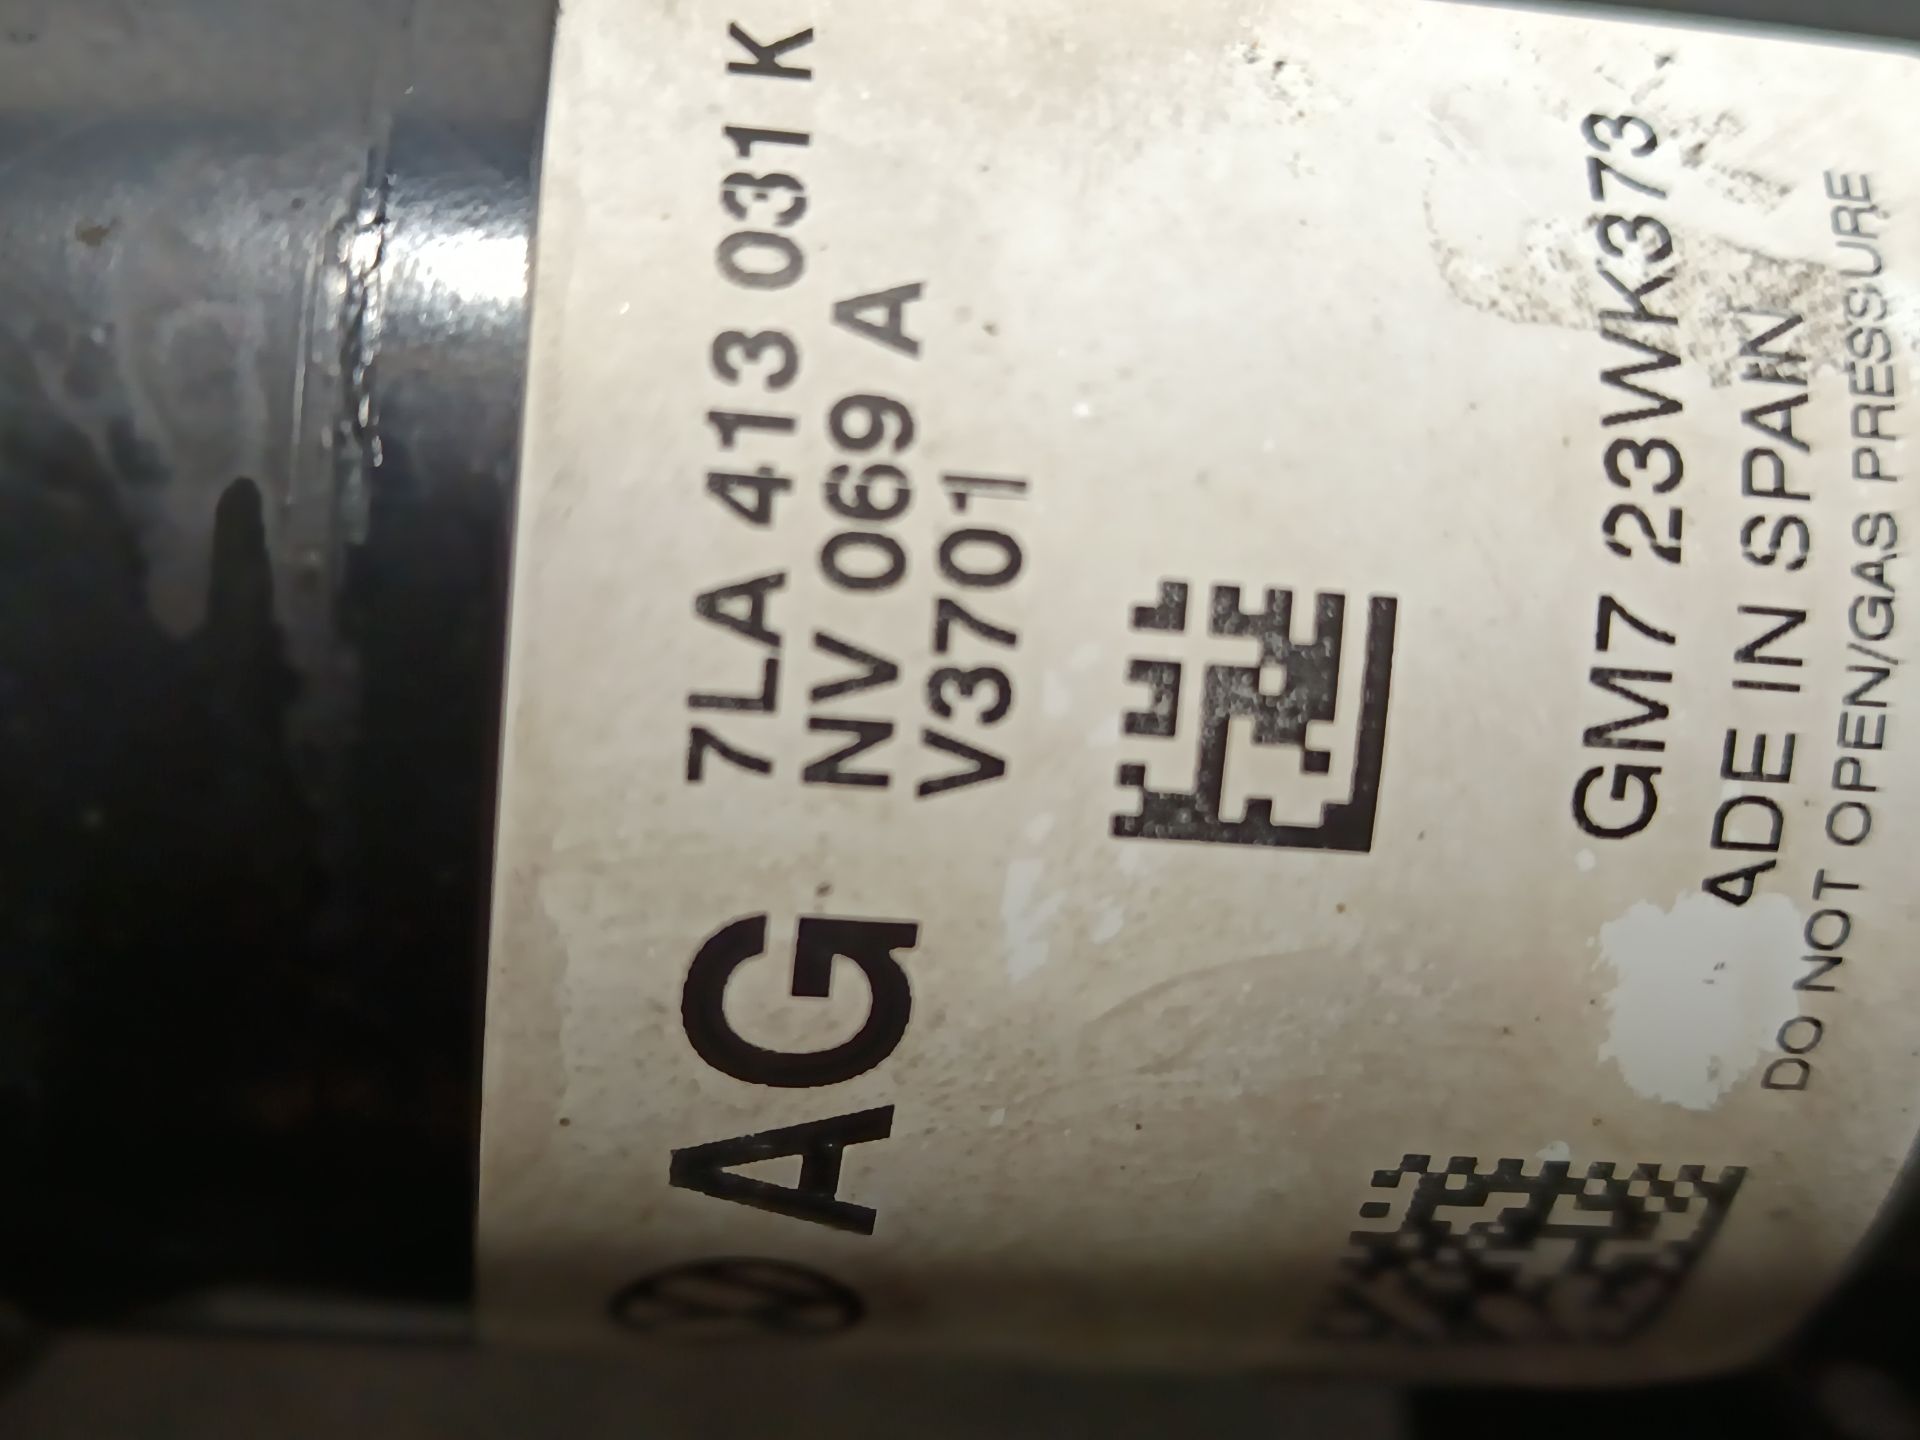 AG
7LA 413 031 K
NV 069 A
V3701
GM7 23WK373
ADE IN SPAIN
DO NOT OPEN/GAS PRESSURE